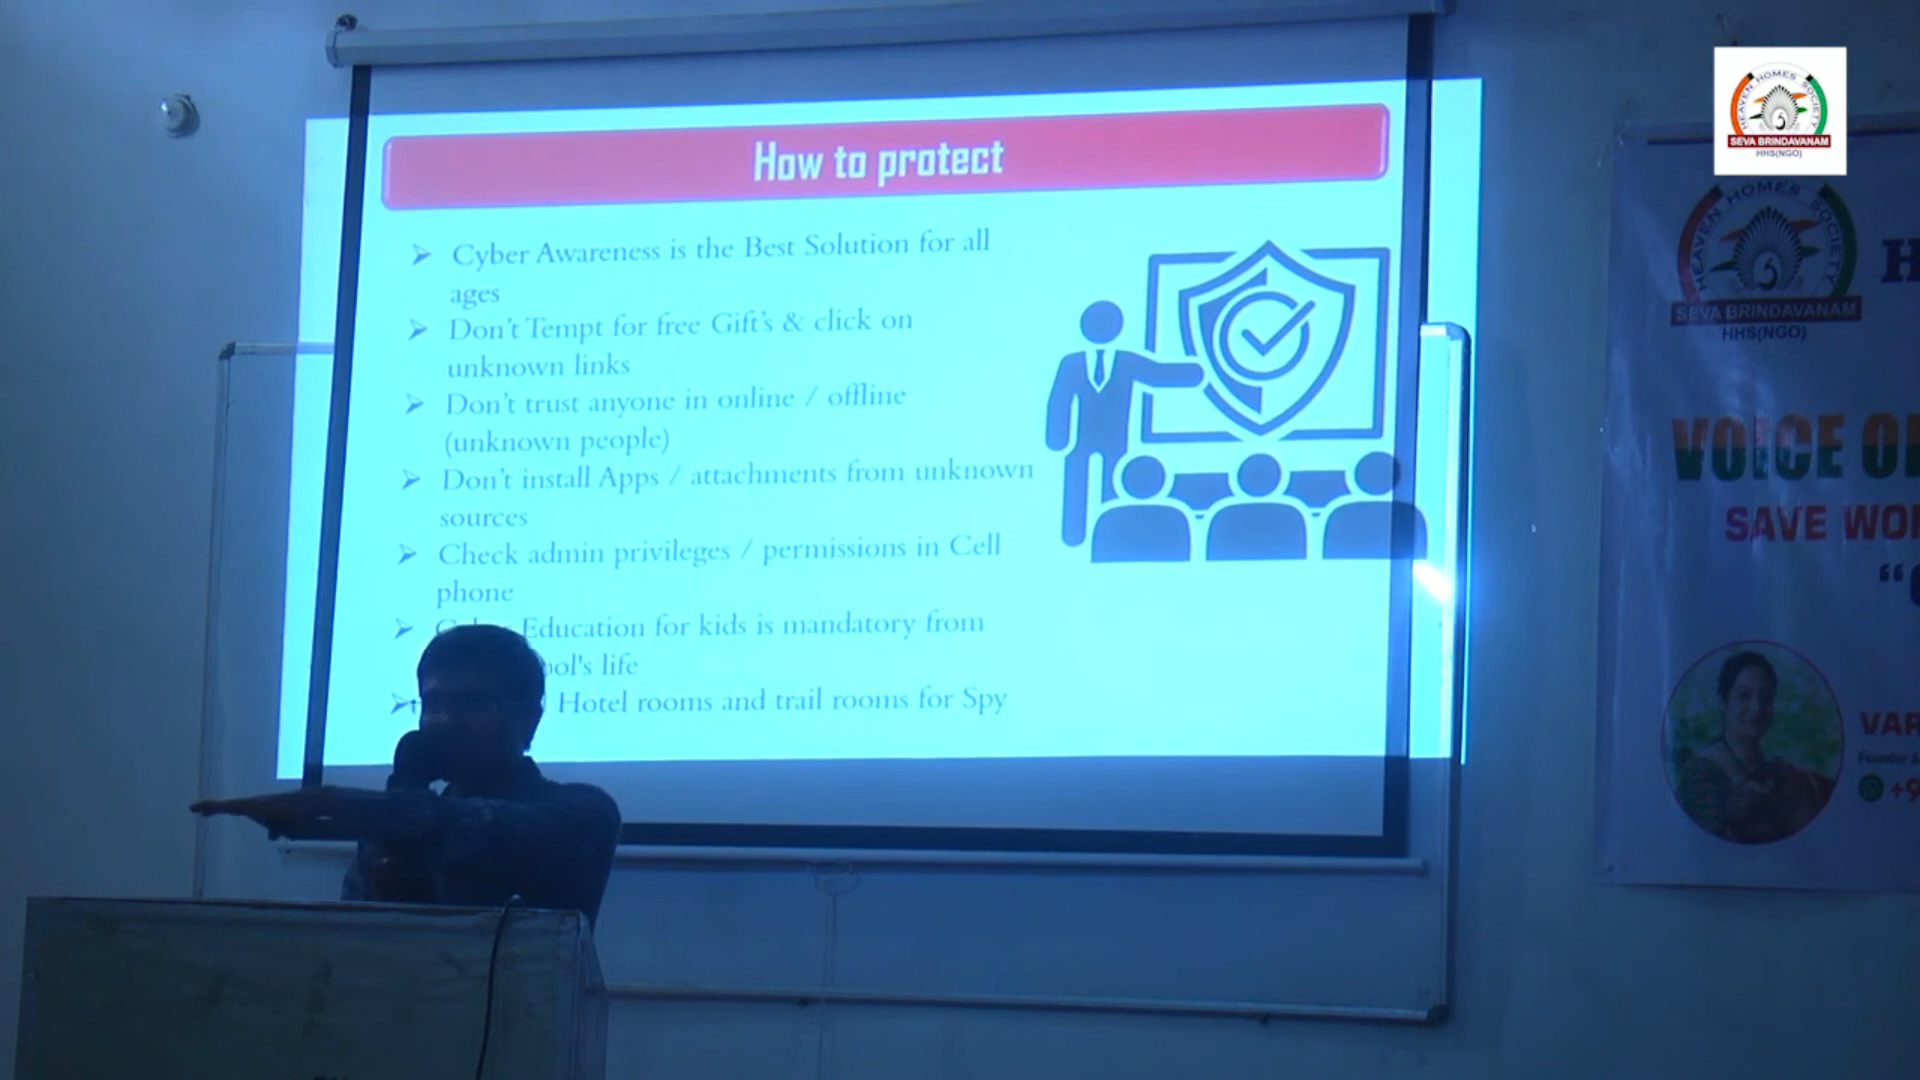 How to protect
Cyber Awareness is the Best Solution for all
ages
Don't Tempt for free Gift's & click on
unknown links
Don't trust anyone in online / offline
(unknown people)
Don't install Apps / attachments from unknown
sources
Check admin privileges / permissions in Cell
phone
Education for kids is mandatory from
life
Hotel rooms and trail rooms for Spy
HEAVEN HOMES SOCIETY
SEVA BRINDAVANAM
HHS(NGO)
HEAVEN HOMES SOCIETY
SEVA BRINDAVANAM
HHS(NGO)
H
VOICE
SAVE
VAR
Founder &
+9